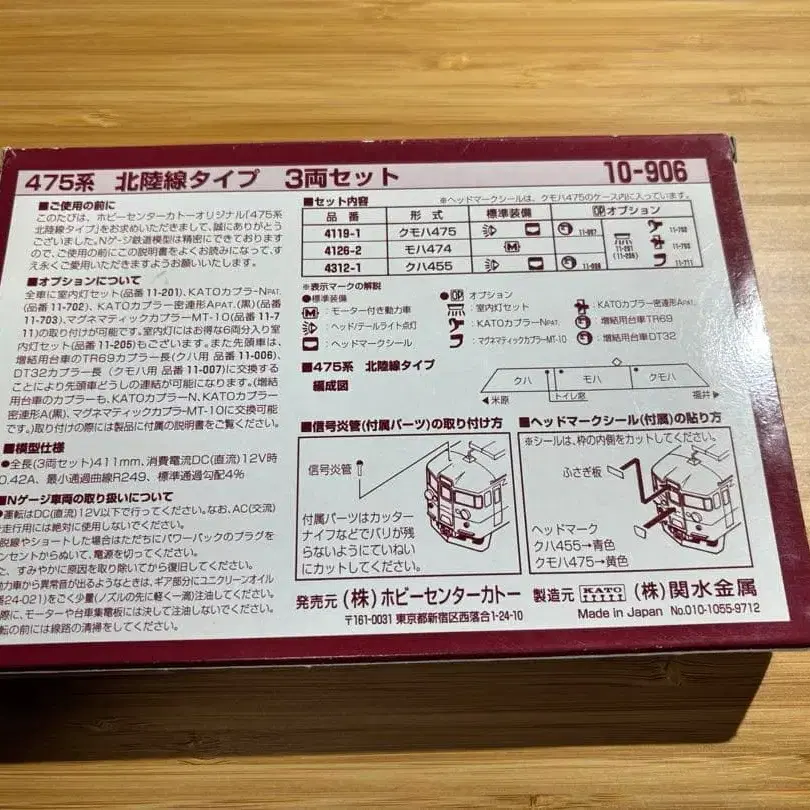 475系 北陸線タイプ 3両セット 10-906
■ご使用の前に
このたびは、ホビーセンターカトーオリジナル「475系
北陸線タイプ」をお求めいただきまして、誠にありがとう
ございました。Nゲージ鉄道模型は精密にできております
ので、ご使用の前にこの説明書をよくお読みになって、す
え永くご愛用いただきますようお願いいたします。
■オプションについて
全車に室内灯セット(品番11-201)、KATOカプラーNPAT.
(品番11-702)、KATOカプラー密連形APAT.(黒)(品番
11-703)、マグネマティックカプラーMT-10(品番11-7
11)の取り付けが可能です。室内灯にはお得な6両分入り室
内灯セット(品番11-205)もございます。また先頭車は、
増結用台車のTR69カプラー長(クハ用 品番11-006)、
DT32カプラー長(クモハ用 品番11-007)に交換する
ことにより先頭車どうしの連結が可能になります。(増結
用台車のカプラーも、KATOカプラーN、KATOカプラー
密連形A(黒)、マグネマティックカプラーMT-10に交換可能
です。)取り付けの際には製品に付属の説明書をご覧ください。
■模型仕様
●全長(3両セット)411mm、消費電流DC(直流)12V時
0.42A、最小通過曲線R249、標準通過勾配4%
■Nゲージ車両の取り扱いについて
●運転はDC(直流)12V以下で行ってください。なお、AC(交流)
走行用には絶対に使用しないでください。
脱線やショートした場合はただちにパワーパックのプラグを
ンセントからぬいて、電源を切ってください。
た、すみやかに原因を取り除いてから復旧してください。
動力車から異常音が出るようなときは、ギア部分にユニクリーンオイル
番24-021)をごく少量(ノズルの先に軽く一滴)注油してください。
際に、モーターや台車集電板には決して注油しないでください。
転の前には線路の清掃をしてください。
■セット内容 ※ヘッドマークシールは、クモハ475のケース内に入っています。
品番 形式 標準装備 OPオプション
4119-1 クモハ475 11-007
4126-2 モハ474
4312-1 クハ455 11-006
11-201
(11-205)
11-702
11-703
11-711
※表示マークの解説
●標準装備
M:モーター付き動力車
:ヘッド/テールライト点灯
:ヘッドマークシール
●OP オプション
:室内灯セット
:KATOカプラーNPAT.
:マグネマティックカプラーMT-10
:KATOカプラー密連形APAT.
:増結用台車TR69
:増結用台車DT32
■475系 北陸線タイプ
編成図
クハ モハ クモハ
◀米原 トイレ窓 福井▶
■信号炎管(付属パーツ)の取り付け方
信号炎管
付属パーツはカッター
ナイフなどでバリが残
らないようにていねい
にカットしてください。
■ヘッドマークシール(付属)の貼り方
※シールは、枠の内側をカットしてください。
ふさぎ板
ヘッドマーク
クハ455→青色
クモハ475→黄色
発売元 (株)ホビーセンターカトー 製造元 KATO (株)関水金属
〒161-0031 東京都新宿区西落合1-24-10 Made in Japan No.010-1055-9712